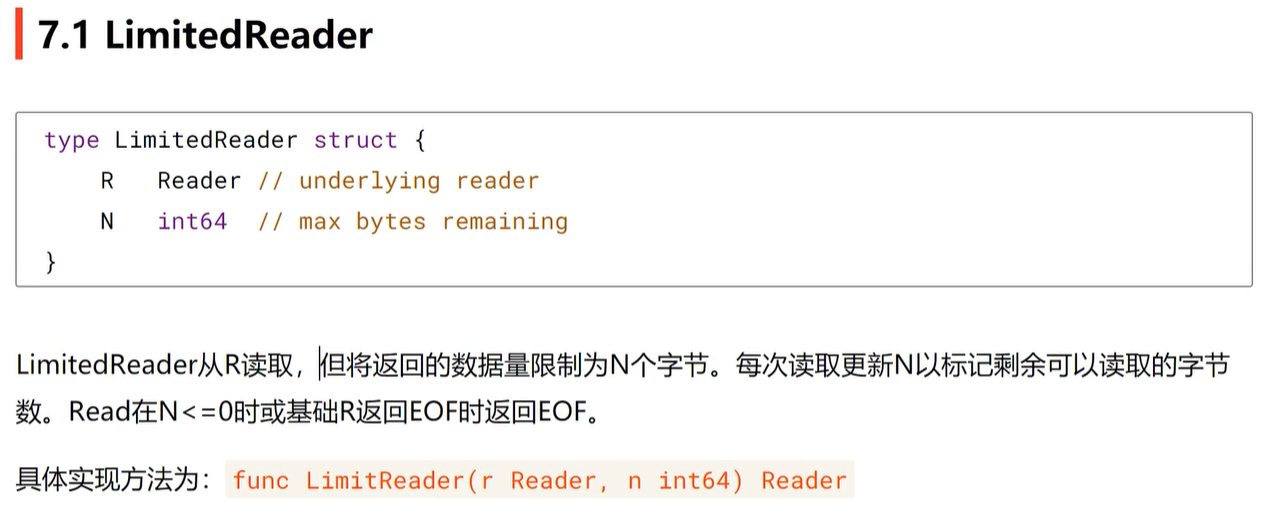 7.1 LimitedReader
type LimitedReader struct {
    R   Reader // underlying reader
    N   int64  // max bytes remaining
}
LimitedReader从R读取，但将返回的数据量限制为N个字节。每次读取更新N以标记剩余可以读取的字节
数。Read在N<=0时或基础R返回EOF时返回EOF。
具体实现方法为：func LimitReader(r Reader, n int64) Reader